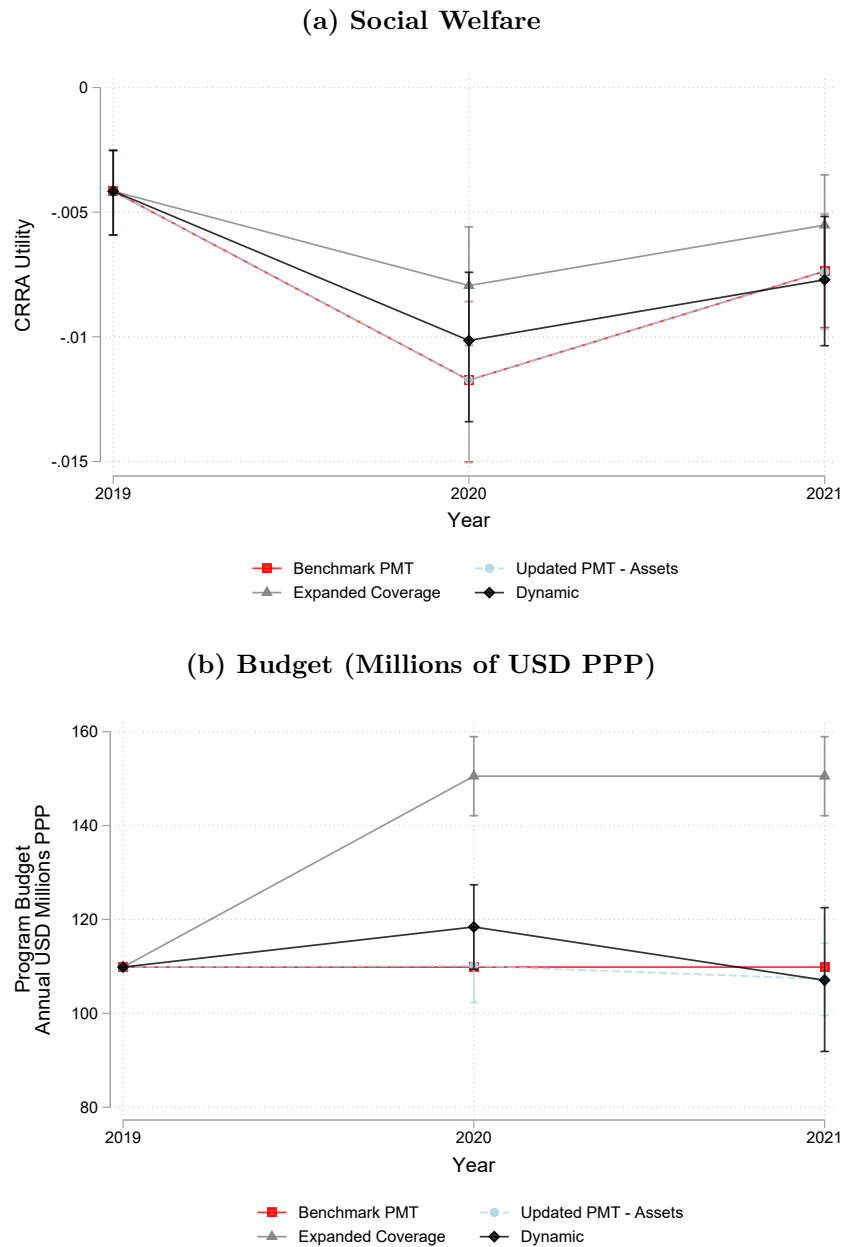 (a) Social Welfare
0
-.005
-.01
-.015
CRRA Utility
2019 2020 2021
Year
Benchmark PMT Updated PMT - Assets
Expanded Coverage Dynamic
(b) Budget (Millions of USD PPP)
160
140
120
100
80
Program Budget
Annual USD Millions PPP
2019 2020 2021
Year
Benchmark PMT Updated PMT - Assets
Expanded Coverage Dynamic